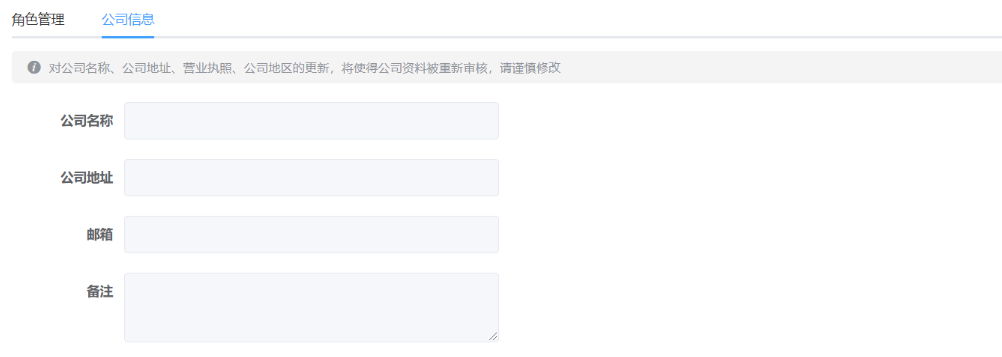 角色管理 公司信息
对公司名称、公司地址、营业执照、公司地区的更新，将使得公司资料被重新审核，请谨慎修改
公司名称
公司地址
邮箱
备注